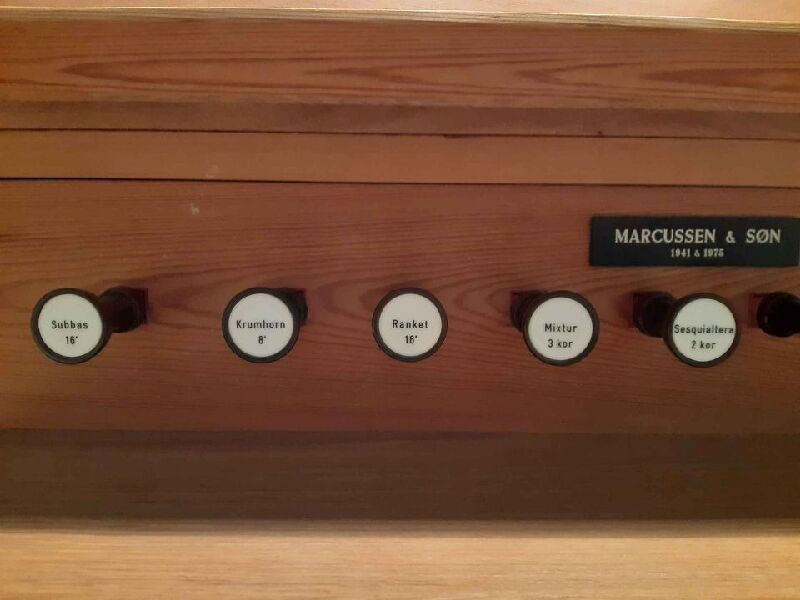 MARCUSSEN & SØN
1941 & 1975
Subbas
16'
Krumhorn
8'
Ranket
16'
Mixtur
3 kor
Sesquialtera
2 kor